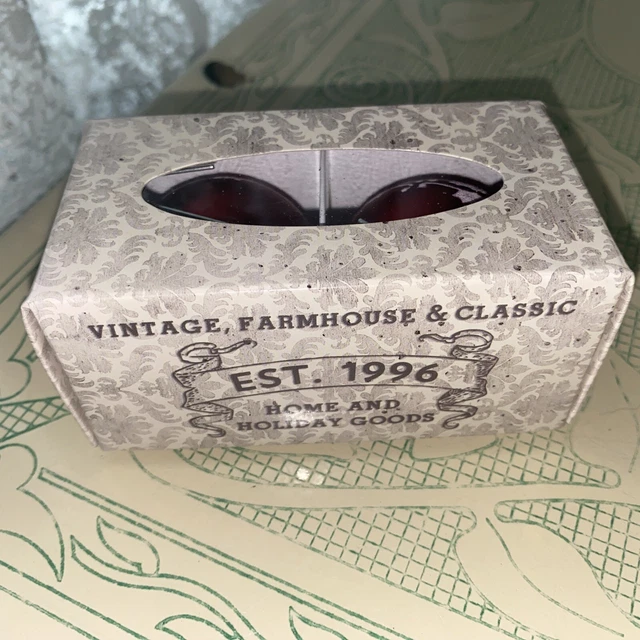 VINTAGE, FARMHOUSE & CLASSIC
EST. 1996
HOME AND
HOLIDAY GOODS